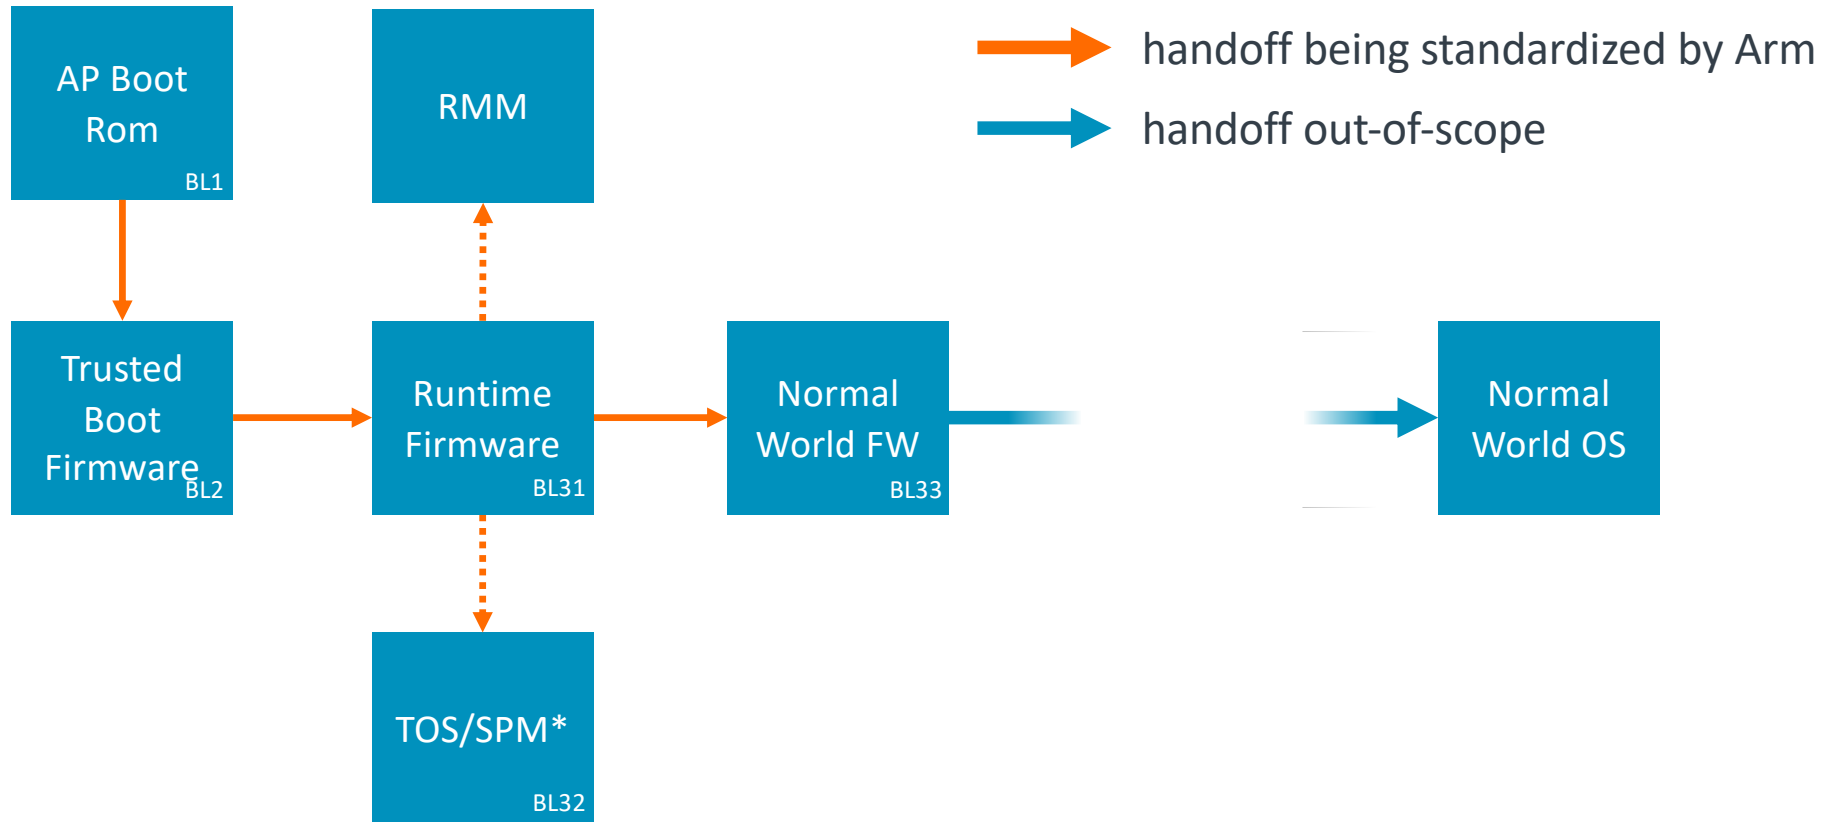 AP Boot
Rom
BL1
RMM
handoff being standardized by Arm
handoff out-of-scope
Trusted
Boot
Firmware
BL2
Runtime
Firmware
BL31
Normal
World FW
BL33
Normal
World OS
TOS/SPM*
BL32